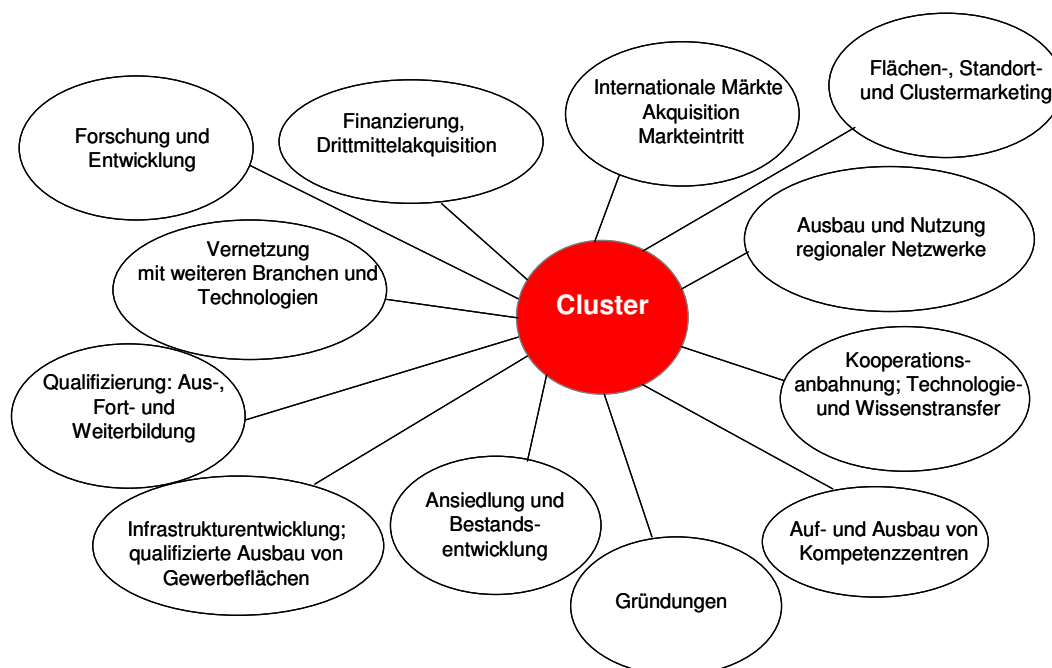 Forschung und
Entwicklung
Finanzierung,
Drittmittelakquisition
Internationale Märkte
Akquisition
Markteintritt
Flächen-, Standort-
und Clustermarketing
Vernetzung
mit weiteren Branchen und
Technologien
Cluster
Ausbau und Nutzung
regionaler Netzwerke
Qualifizierung: Aus-,
Fort- und
Weiterbildung
Kooperations-
anbahnung; Technologie-
und Wissenstransfer
Infrastrukturentwicklung;
qualifizierte Ausbau von
Gewerbeflächen
Ansiedlung und
Bestands-
entwicklung
Gründungen
Auf- und Ausbau von
Kompetenzzentren